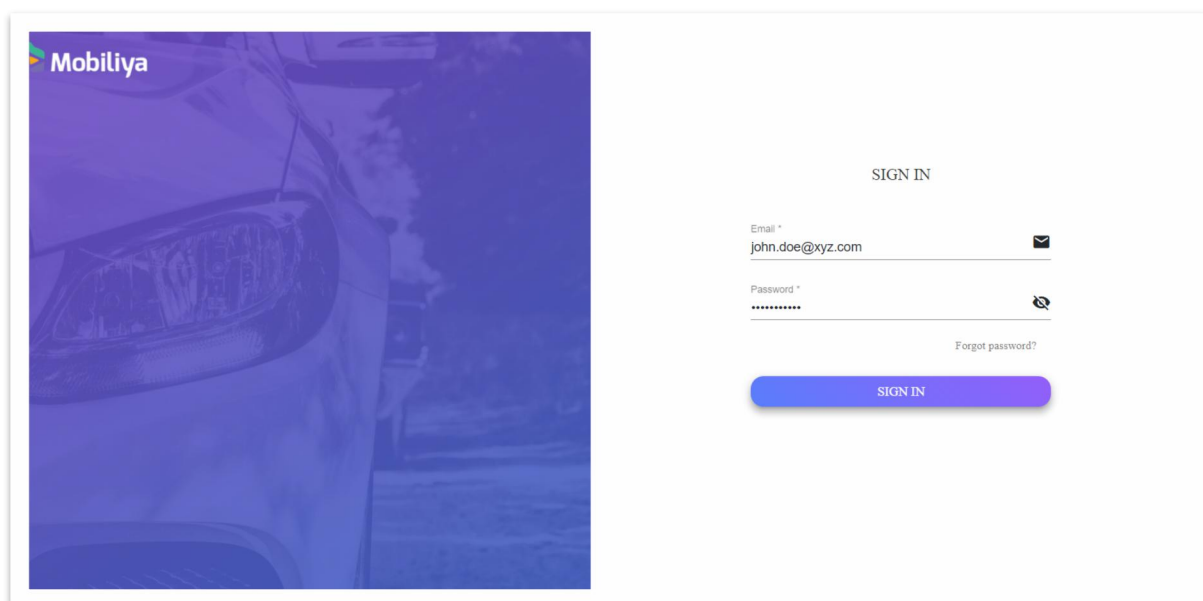 Mobiliya
SIGN IN
Email *
john.doe@xyz.com
Password *
•••••••••••
Forgot password?
SIGN IN